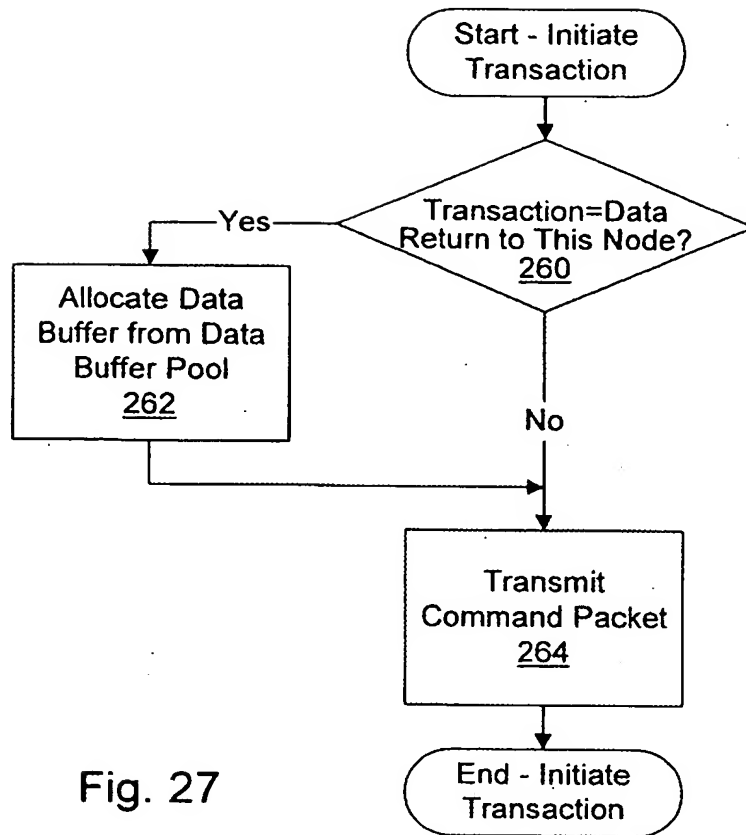 Start - Initiate
Transaction
Transaction=Data
Return to This Node?
260
Yes
Allocate Data
Buffer from Data
Buffer Pool
262
No
Transmit
Command Packet
264
End - Initiate
Transaction
Fig. 27